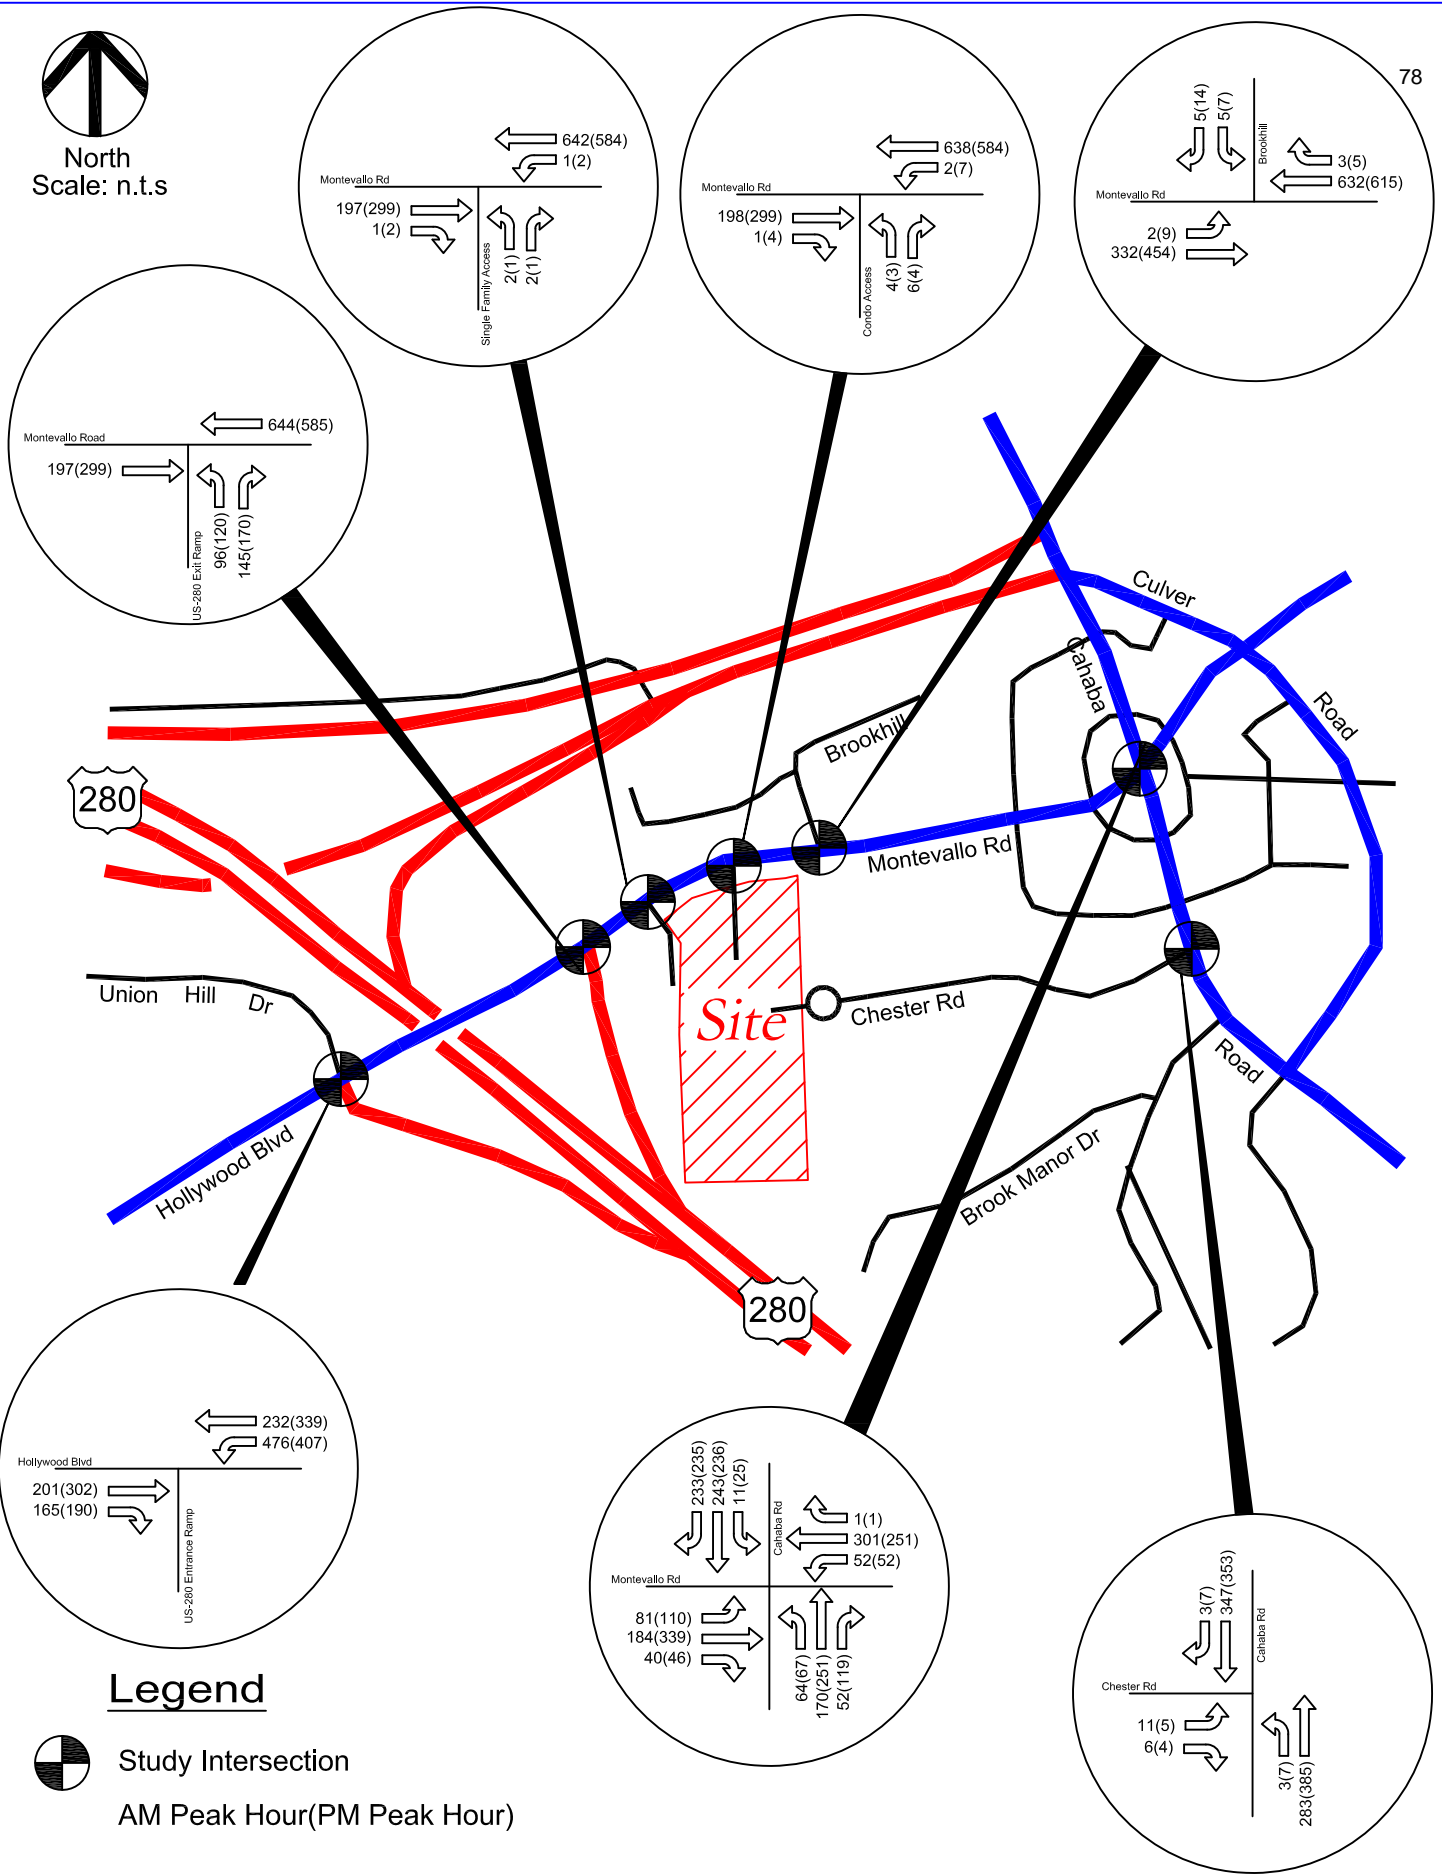 78
North
Scale: n.t.s
642(584)
1(2)
Montevallo Rd
197(299)
1(2)
Single Family Access
2(1)
2(1)
638(584)
2(7)
Montevallo Rd
198(299)
1(4)
Condo Access
4(3)
6(4)
5(14)
5(7)
Brookhill
3(5)
632(615)
Montevallo Rd
2(9)
332(454)
644(585)
Montevallo Road
197(299)
96(120)
145(170)
US-280 Exit Ramp
Culver
Cahaba
Road
Brookhill
280
Montevallo Rd
Union Hill Dr
Site
Chester Rd
Road
Hollywood Blvd
Brook Manor Dr
280
232(339)
476(407)
Hollywood Blvd
201(302)
165(190)
US-280 Entrance Ramp
233(235)
243(236)
11(25)
Cahaba Rd
1(1)
301(251)
52(52)
Montevallo Rd
81(110)
184(339)
40(46)
64(67)
170(251)
52(119)
3(7)
347(353)
Cahaba Rd
Chester Rd
11(5)
6(4)
3(7)
283(385)
Legend
Study Intersection
AM Peak Hour(PM Peak Hour)